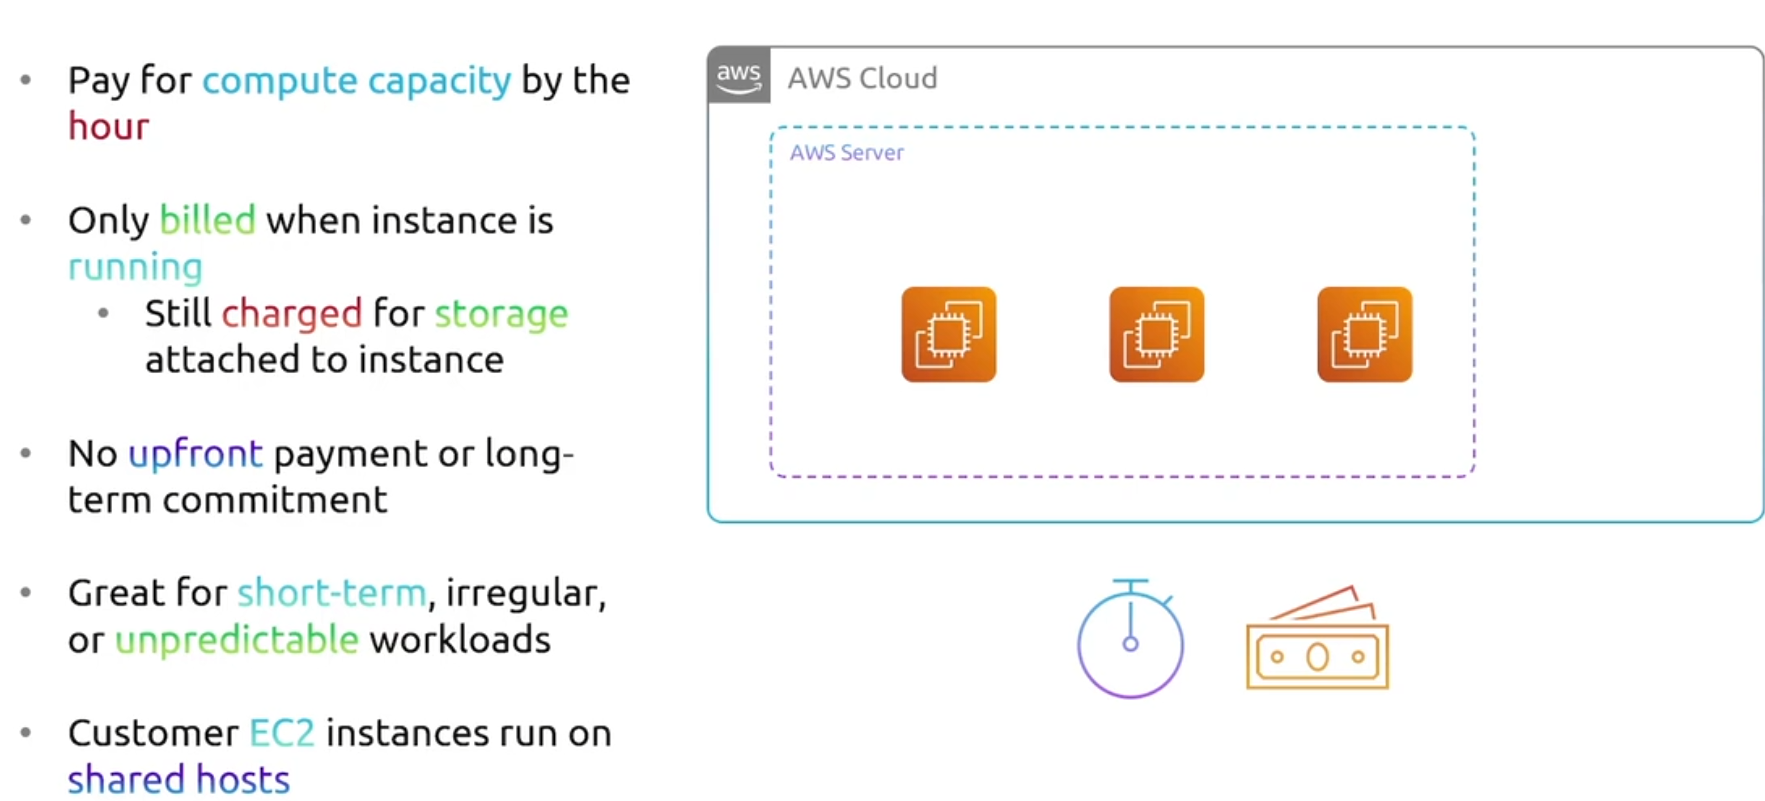 • Pay for compute capacity by the
hour
• Only billed when instance is
running
• Still charged for storage
attached to instance
• No upfront payment or long-
term commitment
• Great for short-term, irregular,
or unpredictable workloads
• Customer EC2 instances run on
shared hosts
aws
AWS Cloud
AWS Server